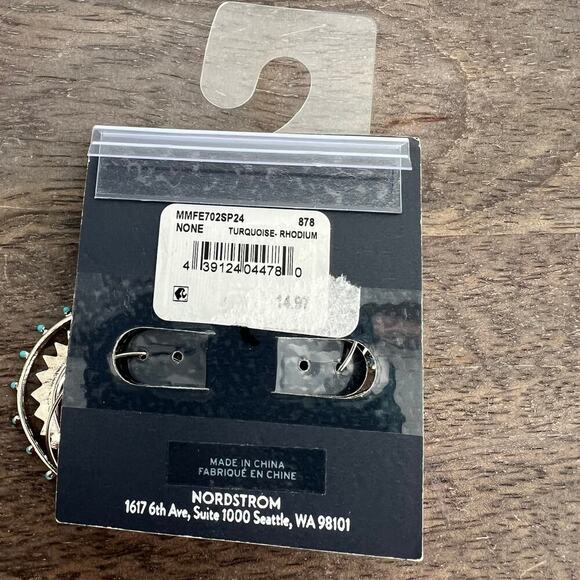 MMFE702SP24 878
NONE TURQUOISE- RHODIUM
4 39124 04478 0
14.97
MADE IN CHINA
FABRIQUÉ EN CHINE
NORDSTROM
1617 6th Ave, Suite 1000 Seattle, WA 98101